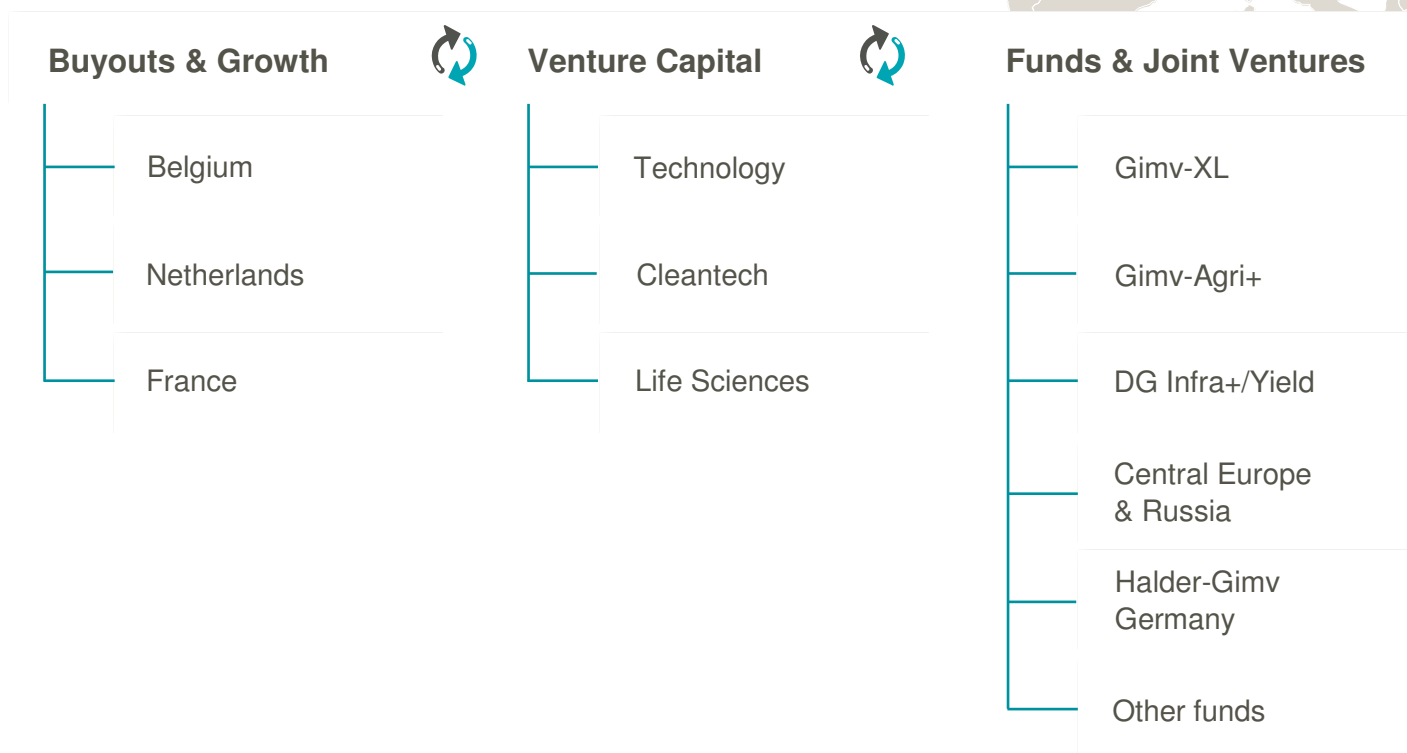 Buyouts & Growth
Belgium
Netherlands
France
Venture Capital
Technology
Cleantech
Life Sciences
Funds & Joint Ventures
Gimv-XL
Gimv-Agri+
DG Infra+/Yield
Central Europe
& Russia
Halder-Gimv
Germany
Other funds